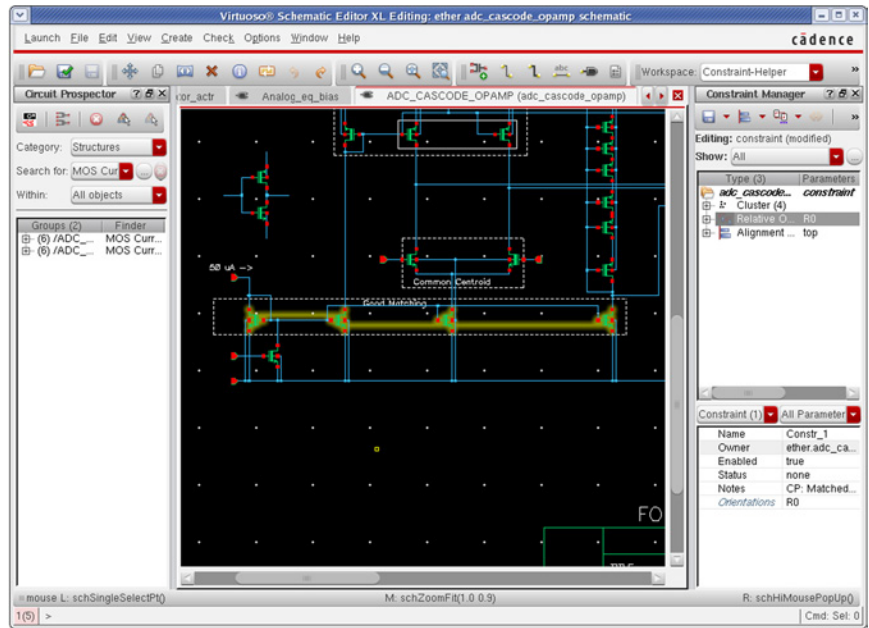 Virtuoso® Schematic Editor XL Editing: ether adc_cascode_opamp schematic
Launch File Edit View Create Check Options Window Help
cādence
Workspace: Constraint-Helper
»
Circuit Prospector
Category: Structures
Search for: MOS Cur
Within: All objects
Groups (2) Finder
(6) /ADC_... MOS Curr...
(6) /ADC_... MOS Curr...
tor_actr
Analog_eq_bias
ADC_CASCODE_OPAMP (adc_cascode_opamp)
50 uA ->
Common Centroid
Good Matching
FO
Constraint Manager
»
Editing: constraint (modified)
Show: All
Type (3) Parameters
adc_cascode... constraint
Cluster (4)
Relative O... R0
Alignment ... top
Constraint (1) All Parameter
Name Constr_1
Owner ether.adc_ca...
Enabled true
Status none
Notes CP: Matched...
Orientations R0
mouse L: schSingleSelectPt()
M: schZoomFit(1.0 0.9)
R: schHiMousePopUp()
1(5) >
Cmd: Sel: 0